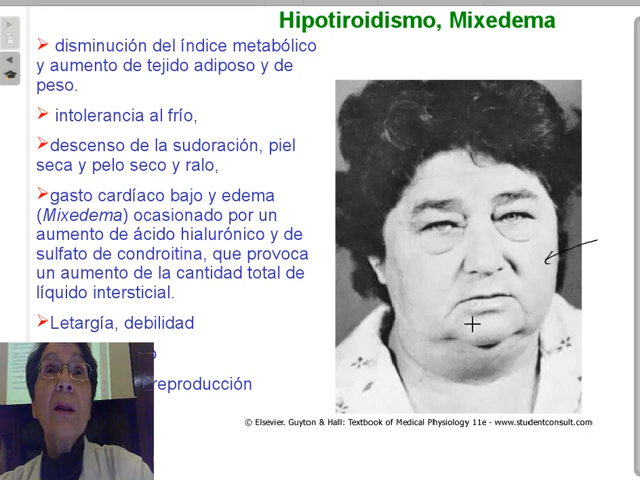 Hipotiroidismo, Mixedema
disminución del índice metabólico
y aumento de tejido adiposo y de
peso.
intolerancia al frío,
descenso de la sudoración, piel
seca y pelo seco y ralo,
gasto cardíaco bajo y edema
(Mixedema) ocasionado por un
aumento de ácido hialurónico y de
sulfato de condroitina, que provoca
un aumento de la cantidad total de
líquido intersticial.
Letargía, debilidad
reproducción
© Elsevier. Guyton & Hall: Textbook of Medical Physiology 11e - www.studentconsult.com